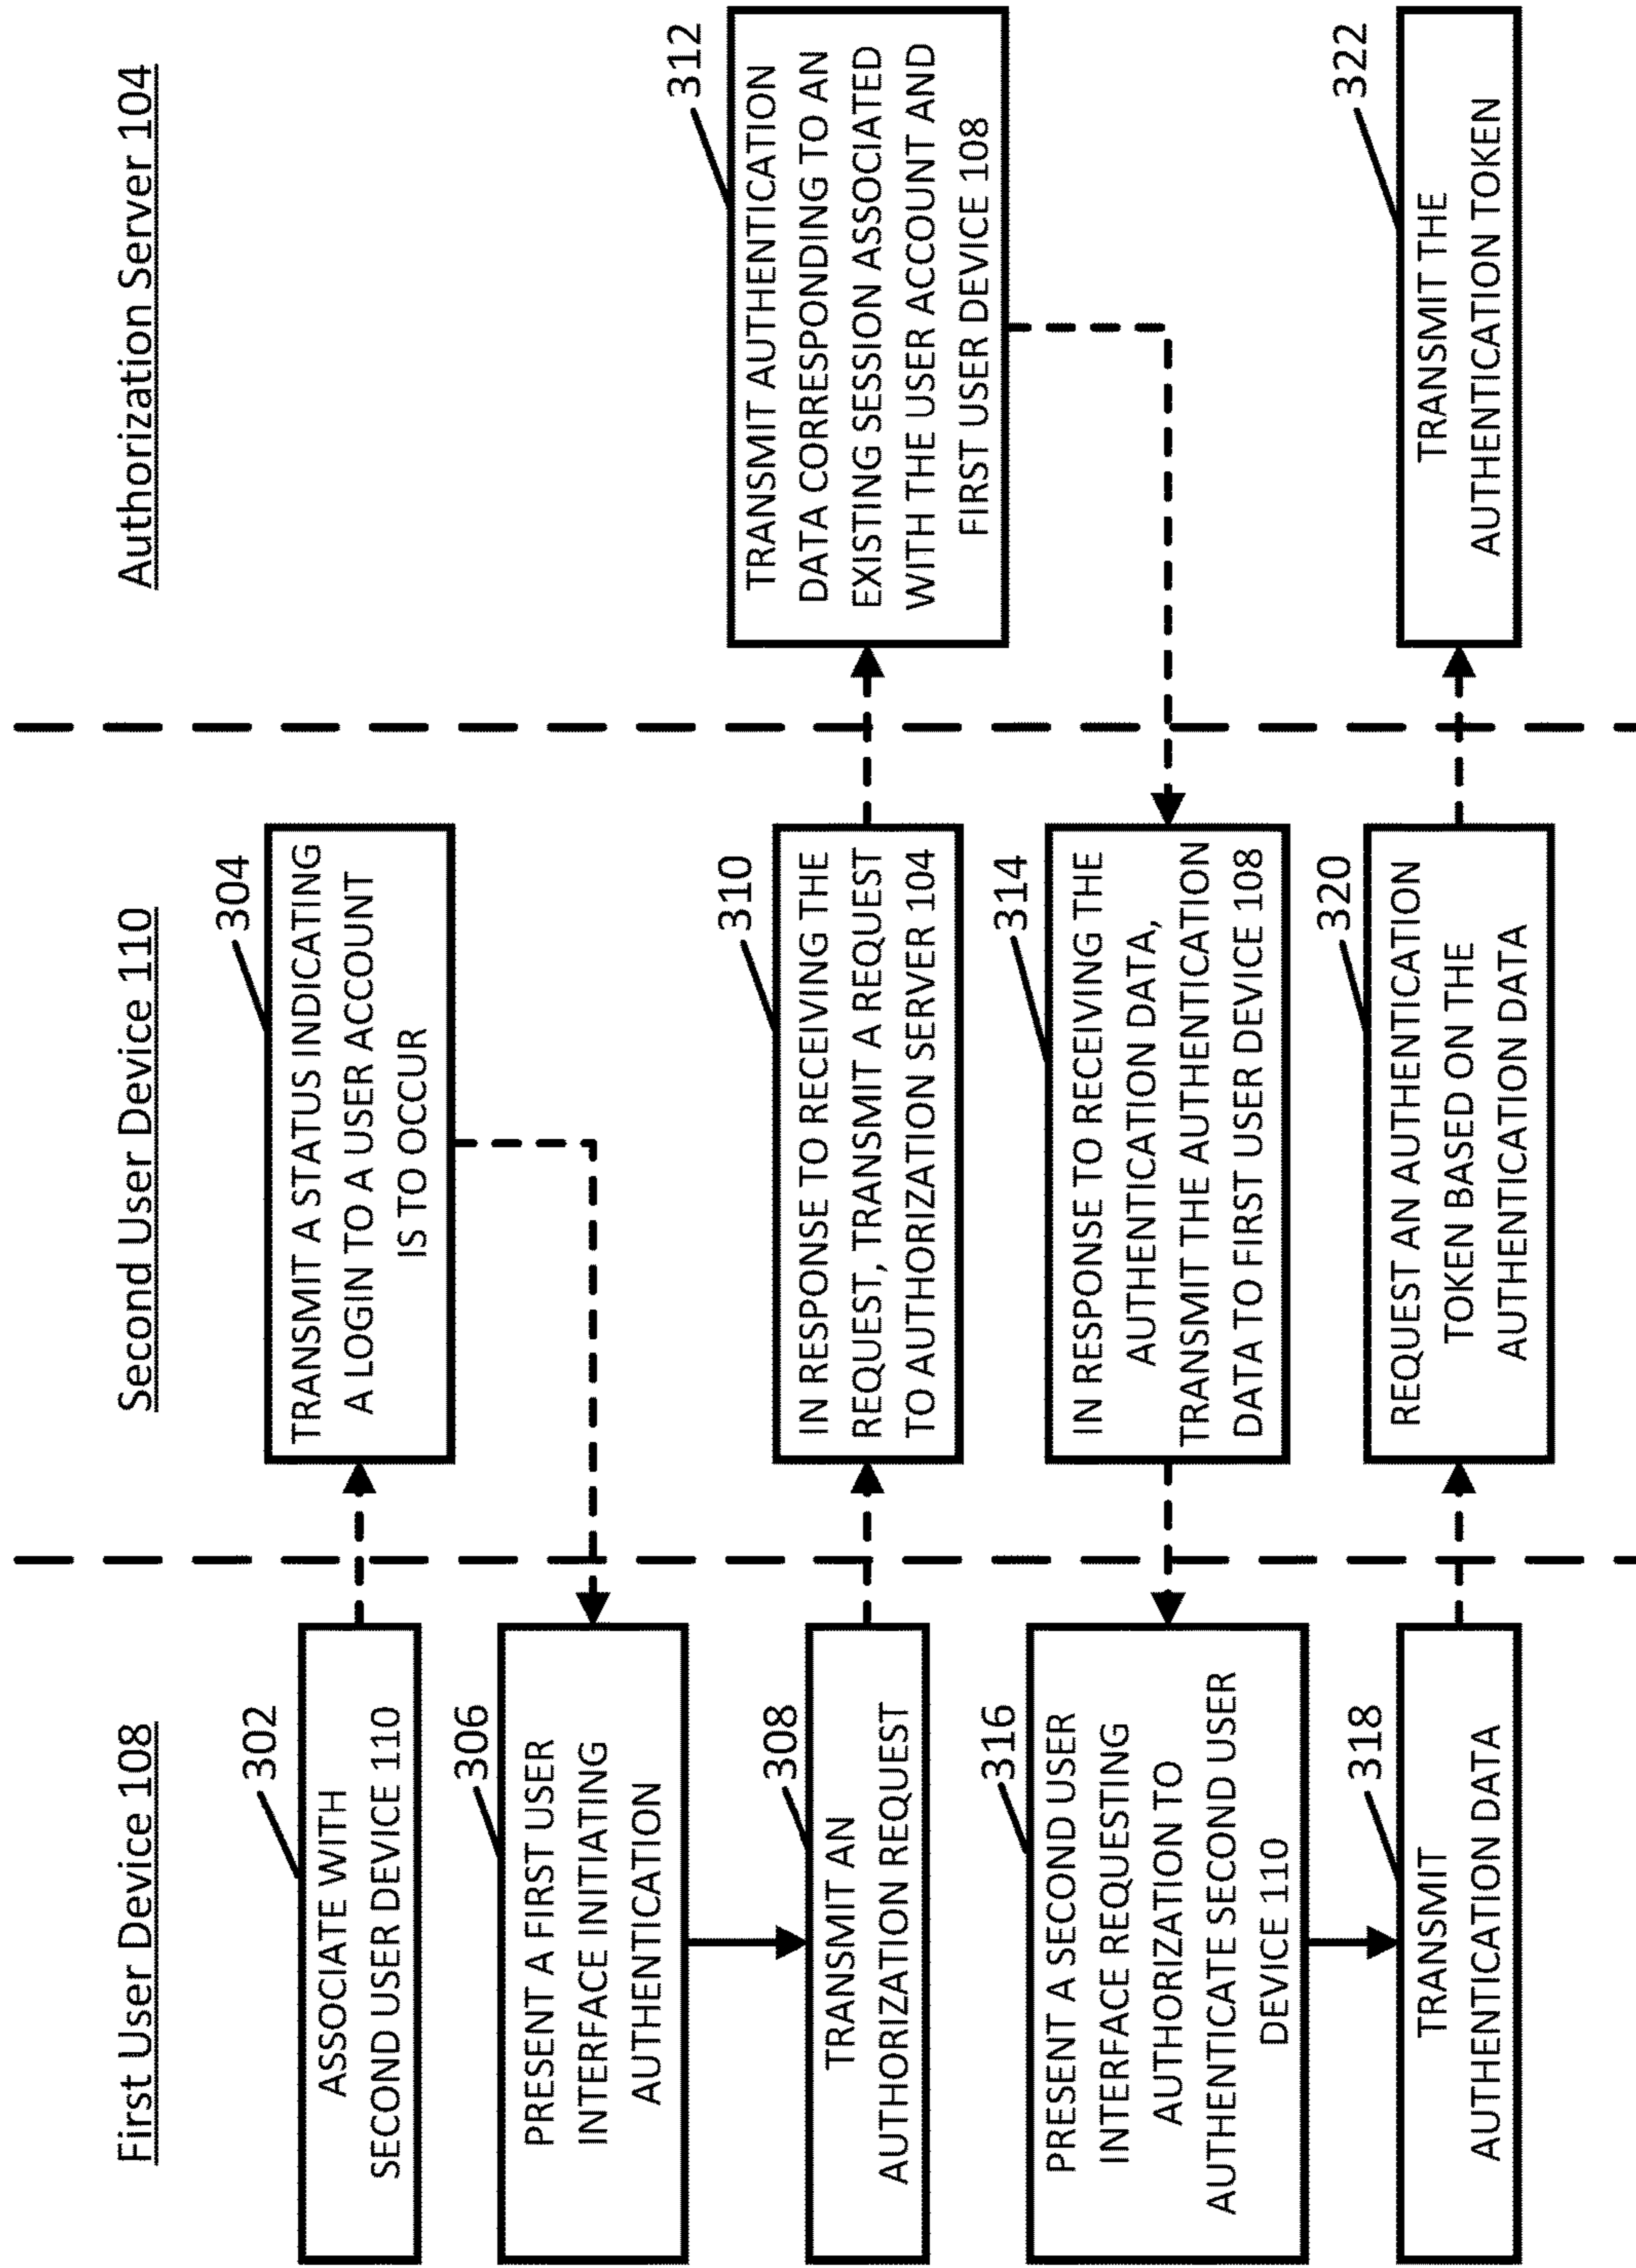 First User Device 108
Second User Device 110
Authorization Server 104
302
ASSOCIATE WITH
SECOND USER DEVICE 110
304
TRANSMIT A STATUS INDICATING
A LOGIN TO A USER ACCOUNT
IS TO OCCUR
306
PRESENT A FIRST USER
INTERFACE INITIATING
AUTHENTICATION
308
TRANSMIT AN
AUTHORIZATION REQUEST
310
IN RESPONSE TO RECEIVING THE
REQUEST, TRANSMIT A REQUEST
TO AUTHORIZATION SERVER 104
312
TRANSMIT AUTHENTICATION
DATA CORRESPONDING TO AN
EXISTING SESSION ASSOCIATED
WITH THE USER ACCOUNT AND
FIRST USER DEVICE 108
314
IN RESPONSE TO RECEIVING THE
AUTHENTICATION DATA,
TRANSMIT THE AUTHENTICATION
DATA TO FIRST USER DEVICE 108
316
PRESENT A SECOND USER
INTERFACE REQUESTING
AUTHORIZATION TO
AUTHENTICATE SECOND USER
DEVICE 110
318
TRANSMIT
AUTHENTICATION DATA
320
REQUEST AN AUTHENTICATION
TOKEN BASED ON THE
AUTHENTICATION DATA
322
TRANSMIT THE
AUTHENTICATION TOKEN